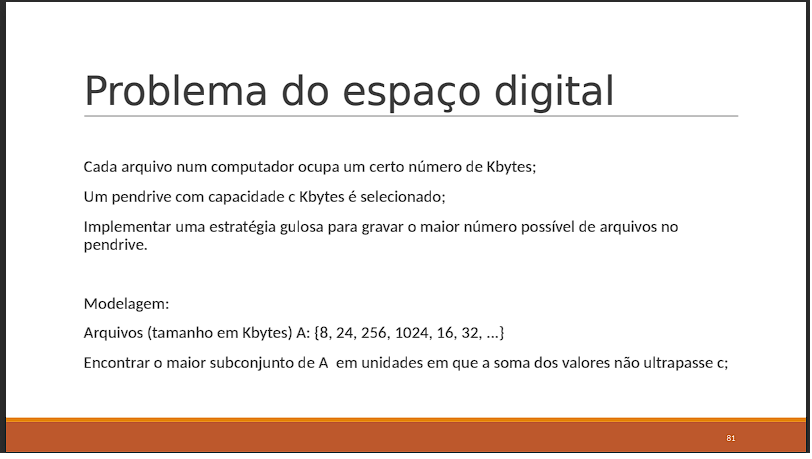 Problema do espaço digital
Cada arquivo num computador ocupa um certo número de Kbytes;
Um pendrive com capacidade c Kbytes é selecionado;
Implementar uma estratégia gulosa para gravar o maior número possível de arquivos no
pendrive.
Modelagem:
Arquivos (tamanho em Kbytes) A: {8, 24, 256, 1024, 16, 32, ...}
Encontrar o maior subconjunto de A  em unidades em que a soma dos valores não ultrapasse c;
81